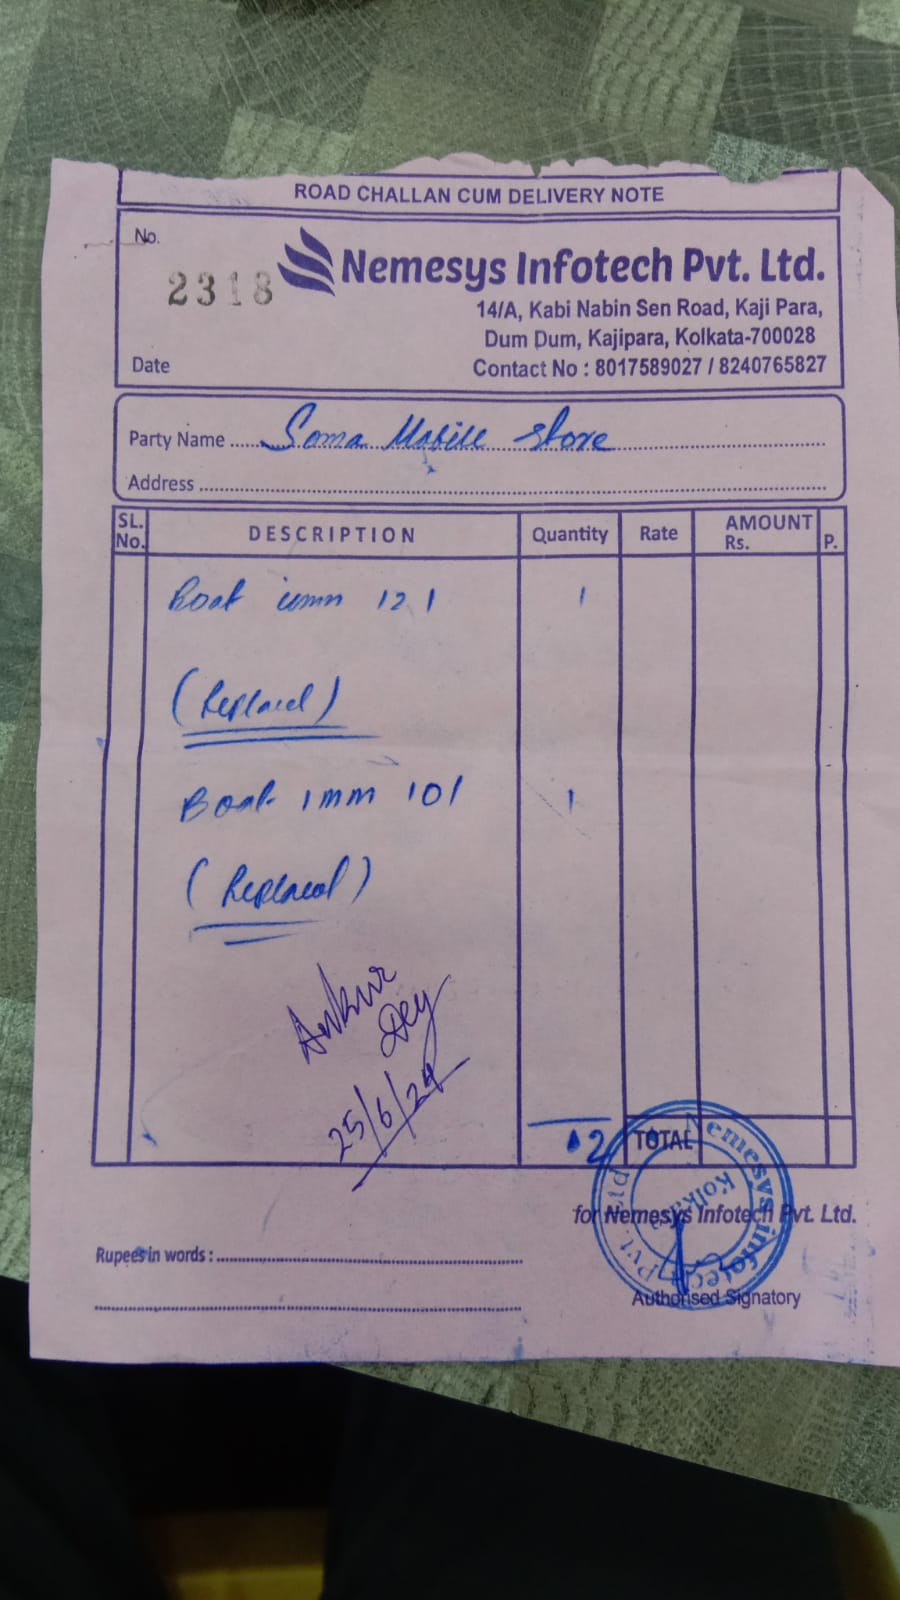 ROAD CHALLAN CUM DELIVERY NOTE
No.
2318
Nemesys Infotech Pvt. Ltd.
14/A, Kabi Nabin Sen Road, Kaji Para,
Dum Dum, Kajipara, Kolkata-700028
Date
Contact No : 8017589027 / 8240765827
Party Name Soma Mobile Store
Address
SL. No. DESCRIPTION Quantity Rate AMOUNT Rs. P.
Boat 121 1
(Replaced)
Boat 1mm 101 1
(Replaced)
Ankur
Dey
25/6/24
02 TOTAL
for Nemesys Infotech Pvt. Ltd.
Nemesys Infotech Pvt. Ltd.
Kolkata
Rupees in words :
Authorised Signatory